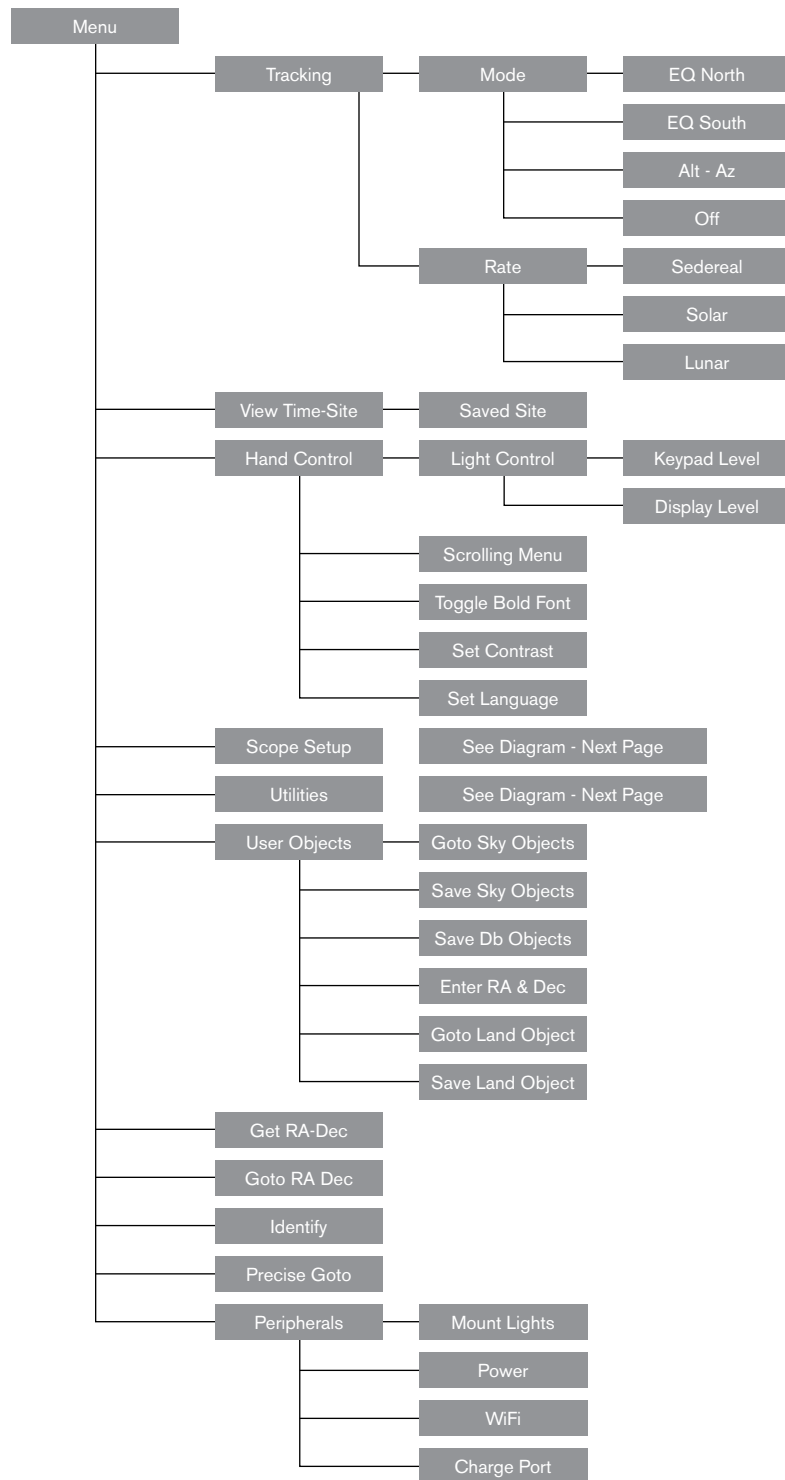 Menu
Tracking Mode EQ North
EQ South
Alt - Az
Off
Rate Sedereal
Solar
Lunar
View Time-Site Saved Site
Hand Control Light Control Keypad Level
Display Level
Scrolling Menu
Toggle Bold Font
Set Contrast
Set Language
Scope Setup See Diagram - Next Page
Utilities See Diagram - Next Page
User Objects Goto Sky Objects
Save Sky Objects
Save Db Objects
Enter RA & Dec
Goto Land Object
Save Land Object
Get RA-Dec
Goto RA Dec
Identify
Precise Goto
Peripherals Mount Lights
Power
WiFi
Charge Port